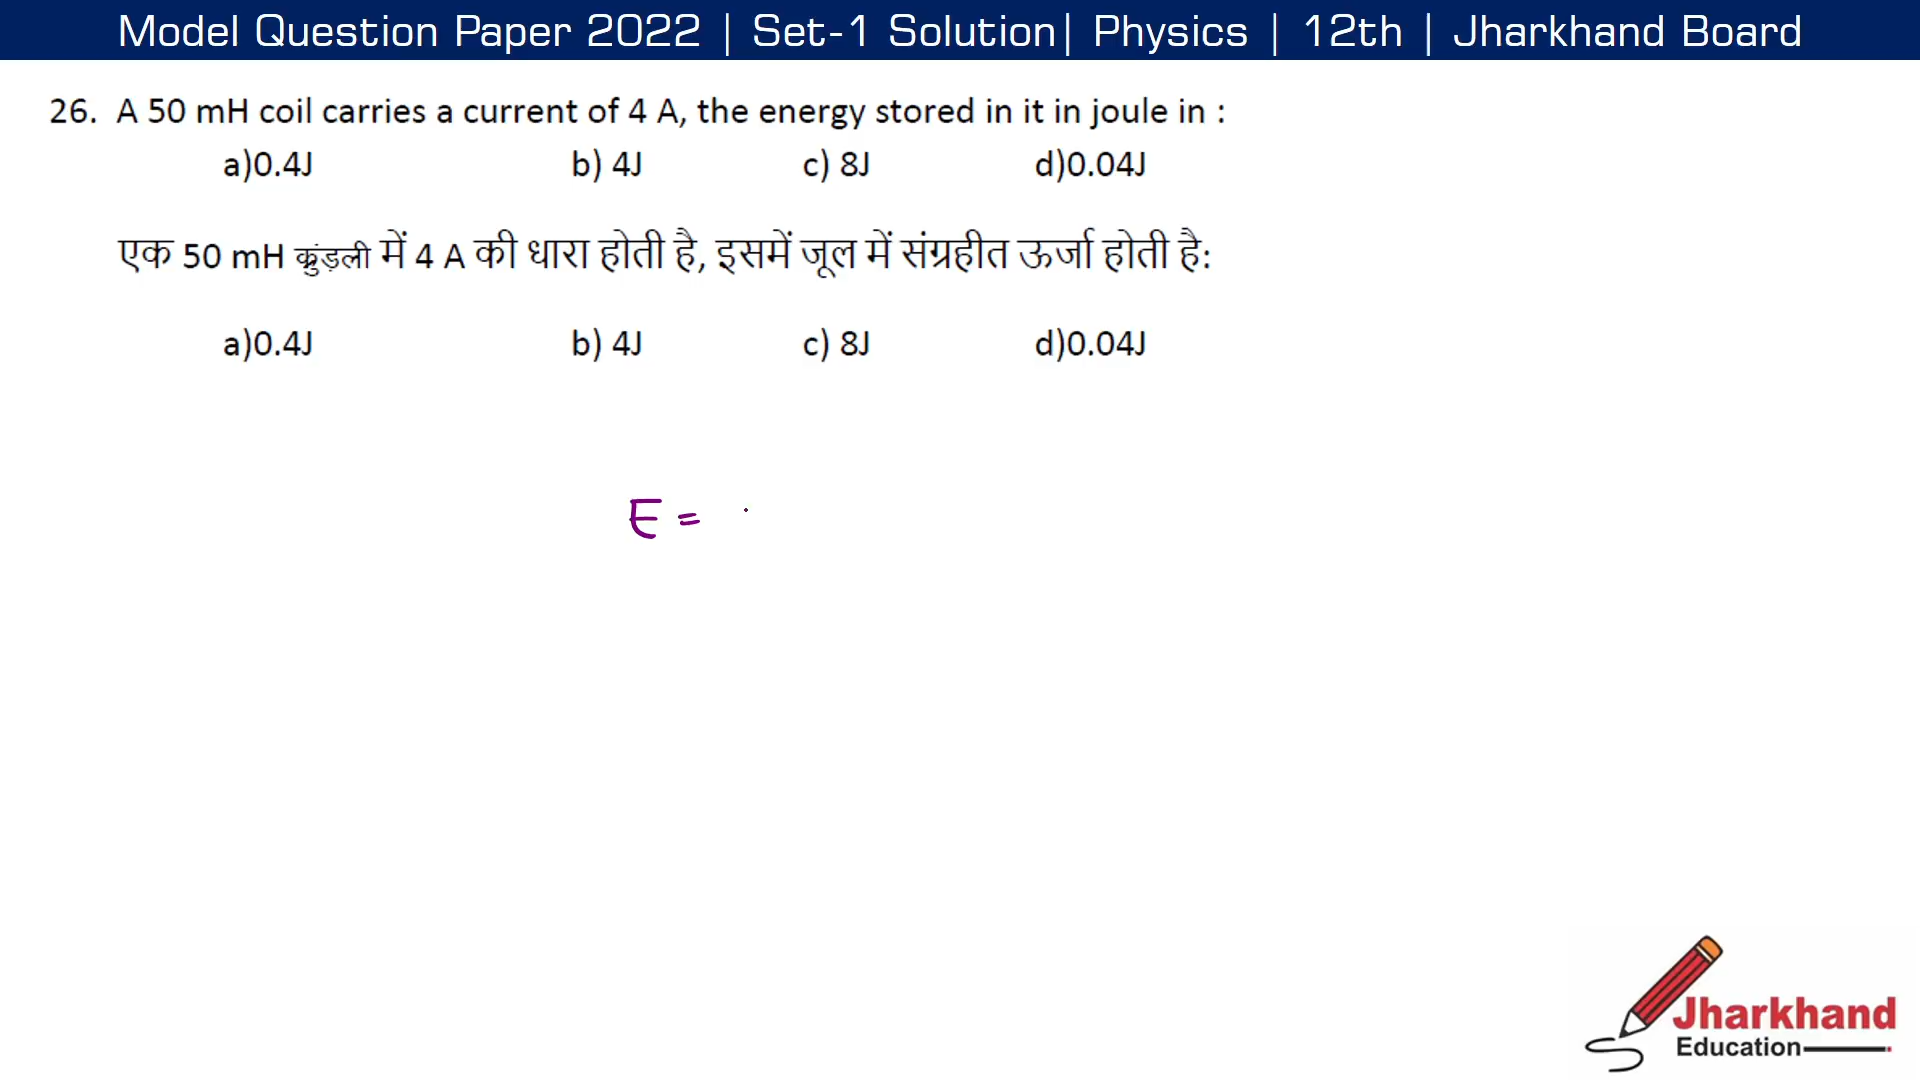 Model Question Paper 2022 | Set-1 Solution| Physics | 12th | Jharkhand Board
26. A 50 mH coil carries a current of 4 A, the energy stored in it in joule in :
a)0.4J b) 4J c) 8J d)0.04J
एक 50 mH कुंड़ली में 4 A की धारा होती है, इसमें जूल में संग्रहीत ऊर्जा होती है:
a)0.4J b) 4J c) 8J d)0.04J
E =
Jharkhand
Education